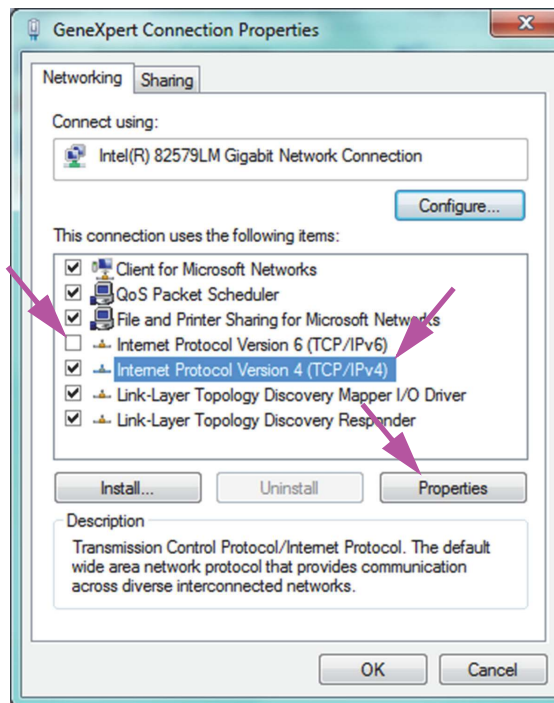 GeneXpert Connection Properties
Networking
Sharing
Connect using:
Intel(R) 82579LM Gigabit Network Connection
Configure...
This connection uses the following items:
Client for Microsoft Networks
QoS Packet Scheduler
File and Printer Sharing for Microsoft Networks
Internet Protocol Version 6 (TCP/IPv6)
Internet Protocol Version 4 (TCP/IPv4)
Link-Layer Topology Discovery Mapper I/O Driver
Link-Layer Topology Discovery Responder
Install...
Uninstall
Properties
Description
Transmission Control Protocol/Internet Protocol. The default
wide area network protocol that provides communication
across diverse interconnected networks.
OK
Cancel